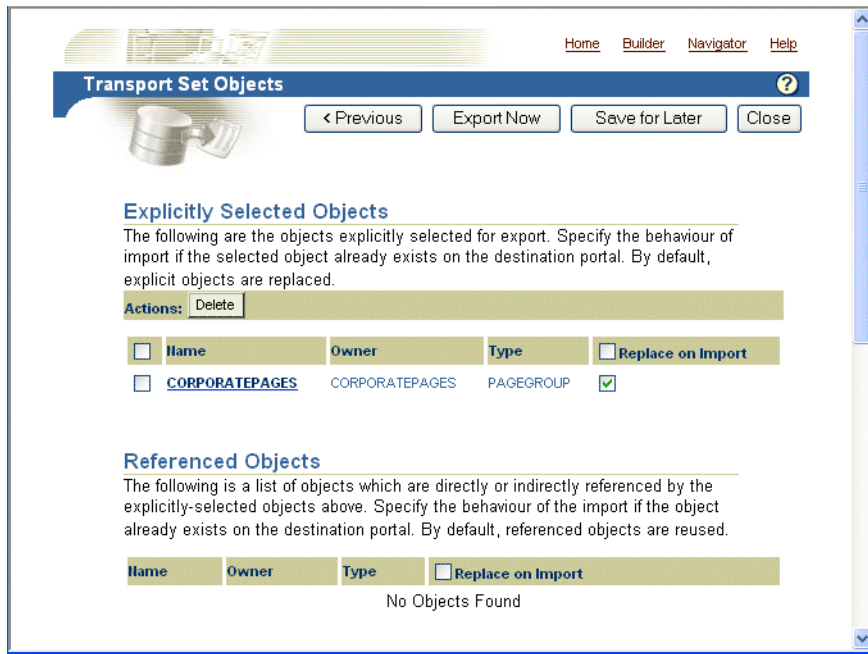 Home Builder Navigator Help
Transport Set Objects ?
< Previous Export Now Save for Later Close
Explicitly Selected Objects
The following are the objects explicitly selected for export. Specify the behaviour of
import if the selected object already exists on the destination portal. By default,
explicit objects are replaced.
Actions: Delete
Name Owner Type Replace on Import
CORPORATEPAGES CORPORATEPAGES PAGEGROUP
Referenced Objects
The following is a list of objects which are directly or indirectly referenced by the
explicitly-selected objects above. Specify the behaviour of the import if the object
already exists on the destination portal. By default, referenced objects are reused.
Name Owner Type Replace on Import
No Objects Found